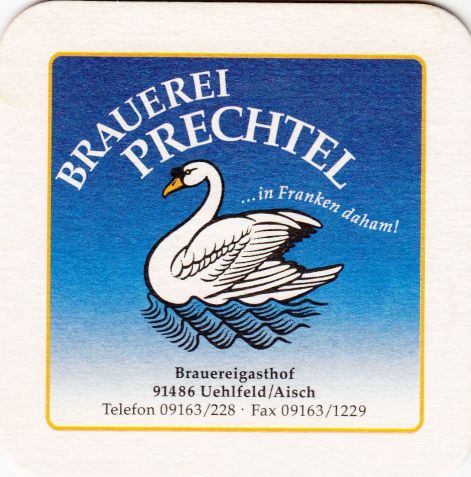 BRAUEREI
PRECHTEL
...in Franken daham!
Brauereigasthof
91486 Uehlfeld/Aisch
Telefon 09163/228 · Fax 09163/1229